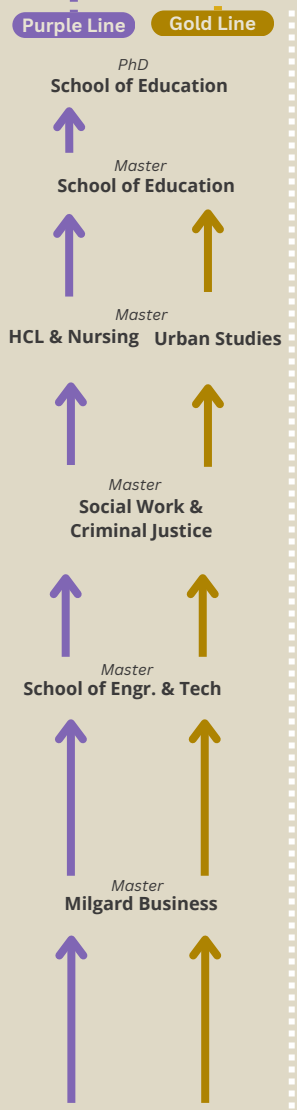 Purple Line Gold Line
PhD
School of Education
Master
School of Education
Master
HCL & Nursing Urban Studies
Master
Social Work &
Criminal Justice
Master
School of Engr. & Tech
Master
Milgard Business